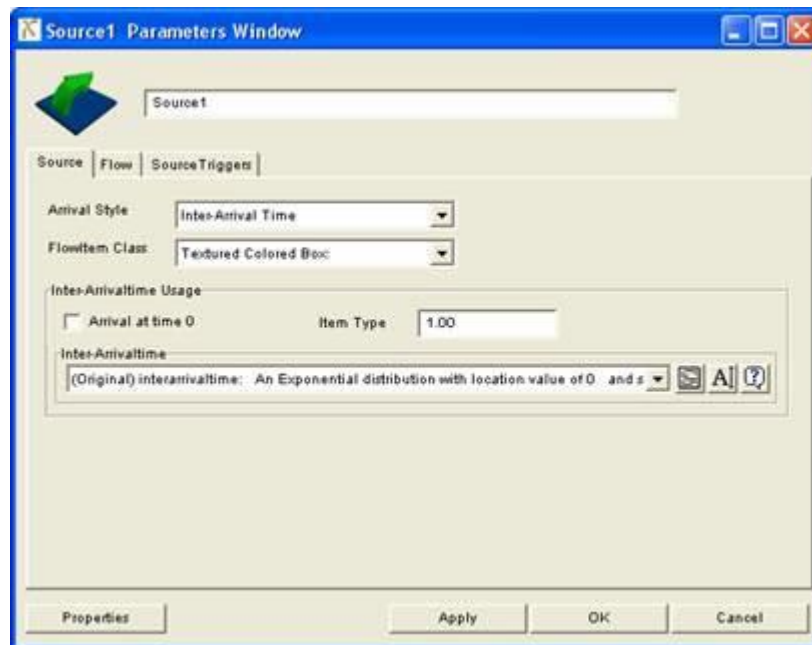 Source1 Parameters Window
Source1
Source Flow SourceTriggers
Arrival Style Inter-Arrival Time
FlowItem Class Textured Colored Box
Inter-Arrivaltime Usage
Arrival at time 0 Item Type 1.00
Inter-Arrivaltime
(Original) interarrivaltime: An Exponential distribution with location value of 0 and s
A
?
Properties Apply OK Cancel